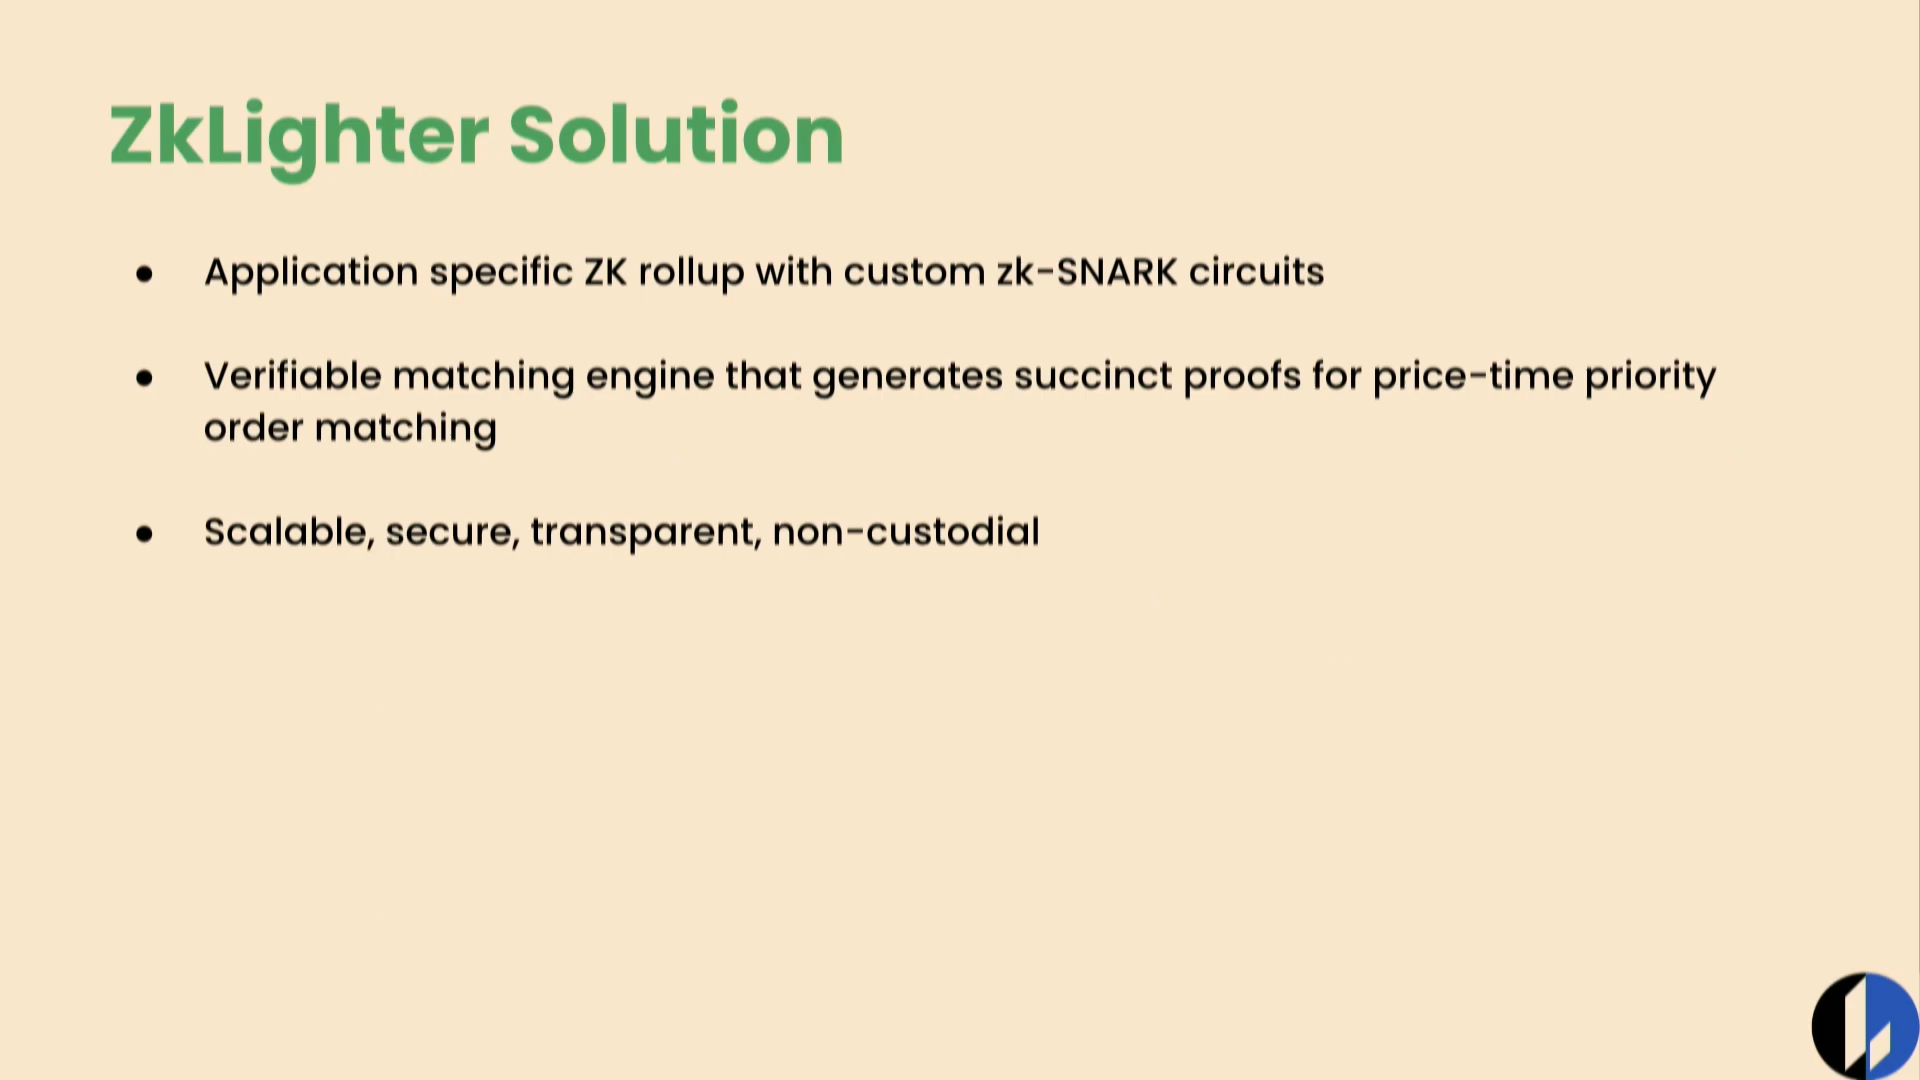 ZkLighter Solution
● Application specific ZK rollup with custom zk-SNARK circuits
● Verifiable matching engine that generates succinct proofs for price-time priority
order matching
● Scalable, secure, transparent, non-custodial